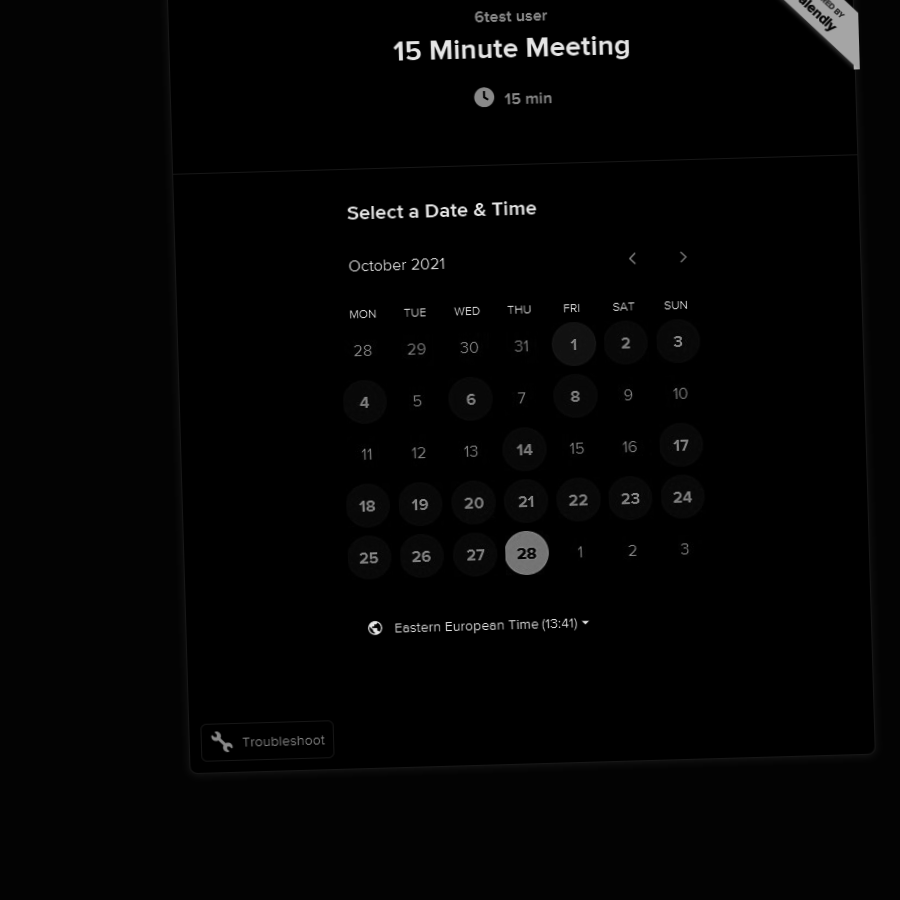 6test user
15 Minute Meeting
15 min
ED BY
alendly
Select a Date & Time
October 2021
MON TUE WED THU FRI SAT SUN
28 29 30 31 1 2 3
4 5 6 7 8 9 10
11 12 13 14 15 16 17
18 19 20 21 22 23 24
25 26 27 28 1 2 3
Eastern European Time (13:41)
Troubleshoot